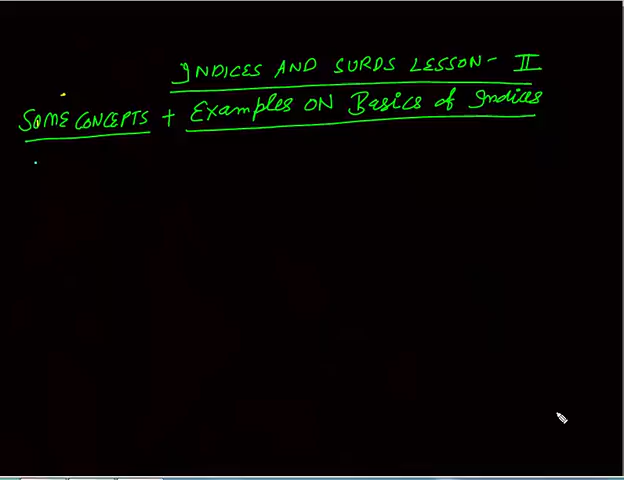 INDICES AND SURDS LESSON- II
SOME CONCEPTS + Examples ON Basics of Indices